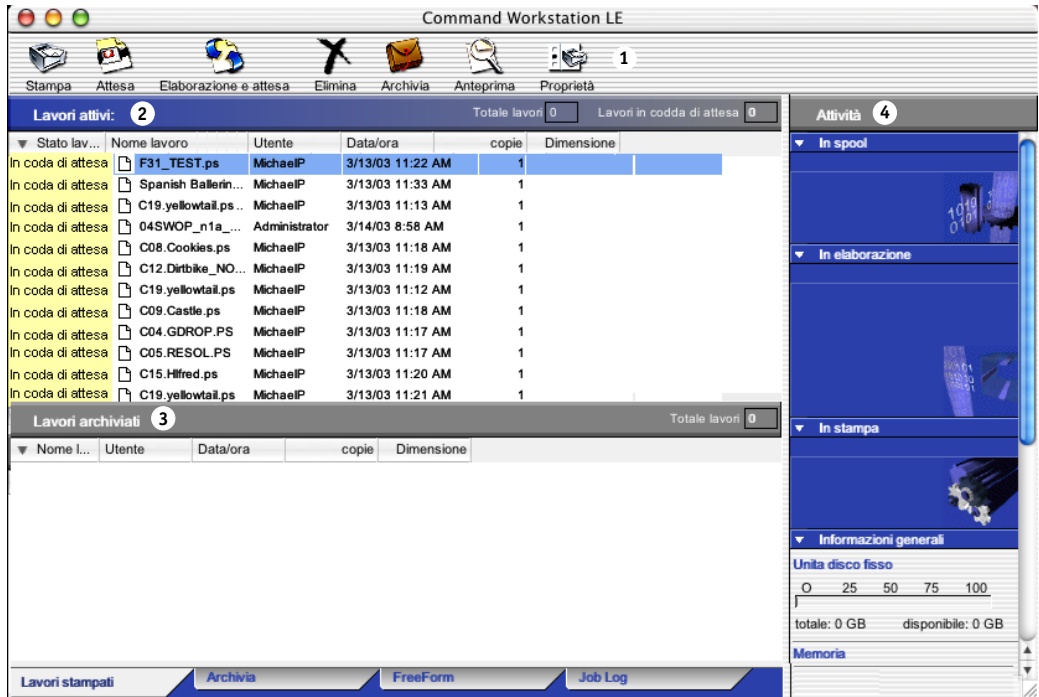 Command Workstation LE
Stampa Attesa Elaborazione e attesa Elimina Archivia Anteprima Proprietà 1
Lavori attivi: 2 Totale lavori 0 Lavori in codda di attesa 0
Stato lav... Nome lavoro Utente Data/ora copie Dimensione
In coda di attesa F31_TEST.ps MichaelP 3/13/03 11:22 AM 1
In coda di attesa Spanish Ballerin... MichaelP 3/13/03 11:33 AM 1
In coda di attesa C19.yellowtail.ps.. MichaelP 3/13/03 11:13 AM 1
In coda di attesa 04SWOP_n1a_... Administrator 3/14/03 8:58 AM 1
In coda di attesa C08.Cookies.ps MichaelP 3/13/03 11:18 AM 1
In coda di attesa C12.Dirtbike_NO... MichaelP 3/13/03 11:19 AM 1
In coda di attesa C19.yellowtail.ps MichaelP 3/13/03 11:12 AM 1
In coda di attesa C09.Castle.ps MichaelP 3/13/03 11:18 AM 1
In coda di attesa C04.GDROP.PS MichaelP 3/13/03 11:17 AM 1
In coda di attesa C05.RESOL.PS MichaelP 3/13/03 11:17 AM 1
In coda di attesa C15.Hlfred.ps MichaelP 3/13/03 11:20 AM 1
In coda di attesa C19.yellowtail.ps MichaelP 3/13/03 11:21 AM 1
Lavori archiviati 3 Totale lavori 0
Nome l... Utente Data/ora copie Dimensione
Lavori stampati Archivia FreeForm Job Log
Attività 4
In spool
In elaborazione
In stampa
Informazioni generali
Unita disco fisso
O 25 50 75 100
totale: 0 GB disponibile: 0 GB
Memoria